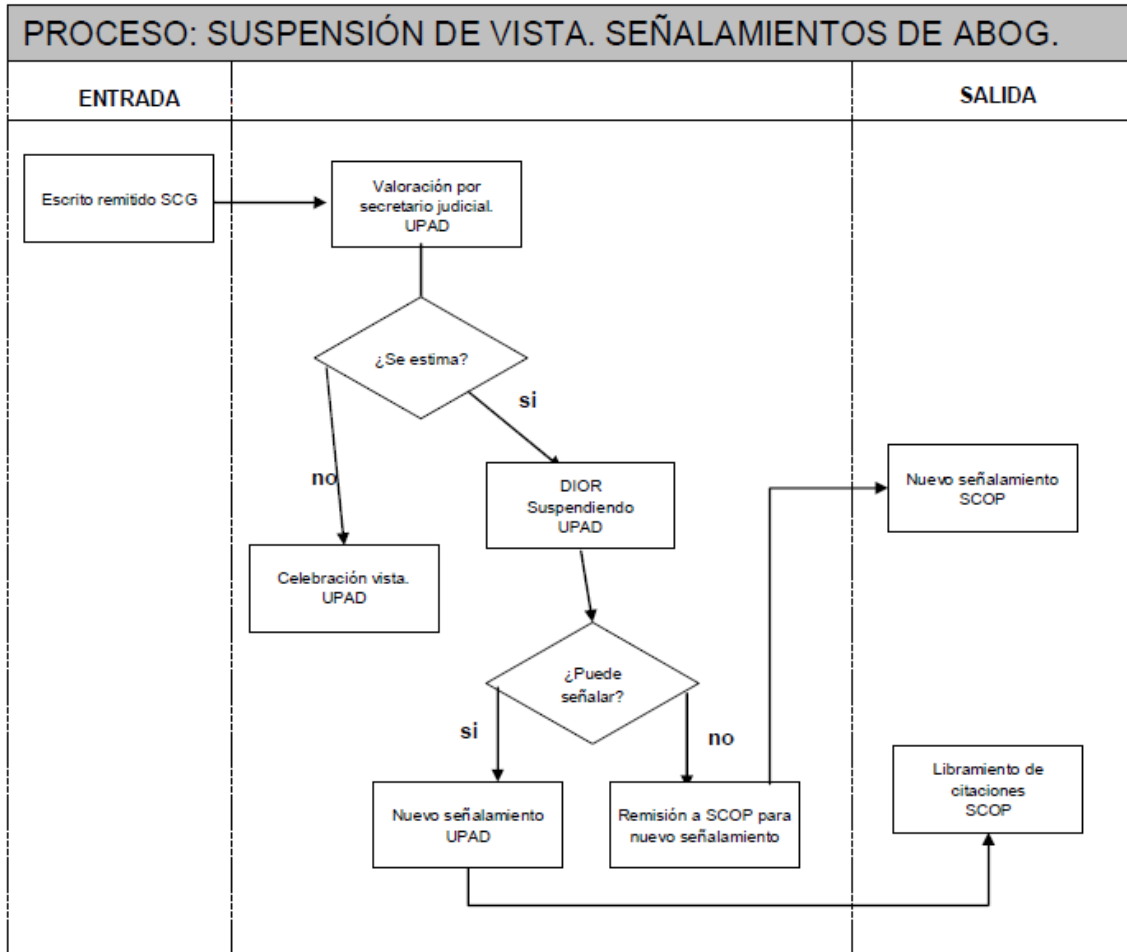 PROCESO: SUSPENSIÓN DE VISTA. SEÑALAMIENTOS DE ABOG.
ENTRADA
SALIDA
Escrito remitido SCG
Valoración por
secretario judicial.
UPAD
¿Se estima?
si
no
DIOR
Suspendiendo
UPAD
Nuevo señalamiento
SCOP
Celebración vista.
UPAD
¿Puede
señalar?
si
no
Libramiento de
citaciones
SCOP
Nuevo señalamiento
UPAD
Remisión a SCOP para
nuevo señalamiento